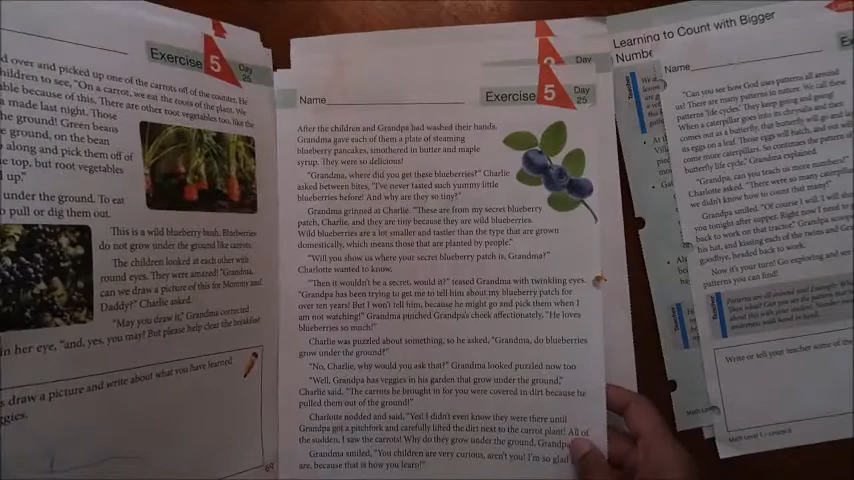 d over and picked up one of the carrots off of the counter. He
hildren to see, "On a carrot, we eat the roots of the plant. We
able because of this. There are other root vegetables too, like the
made last night. Those
he ground! Green beans
ground, on the bean
along and pick them off of
e top, but root vegetables
up."
under the ground. To eat
o pull or dig them out.
Exercise 5
Day
25
This is a wild blueberry bush. Blueberries
do not grow under the ground like carrots.
The children looked at each other with
round eyes. They were amazed! "Grandma,
can we draw a picture of this for Mommy and
Daddy?" Charlie asked.
"May you draw it," Grandma corrected
in her eye, "and, yes, you may! But please help clear the breakfast
s draw a picture and write about what you have learned
ggies.
69
Day
Name
Exercise 5
Day
25
After the children and Grandpa had washed their hands,
Grandma gave each of them a plate of steaming
blueberry pancakes, smothered in butter and maple
syrup. They were so delicious!
"Grandma, where did you get these blueberries?" Charlie
asked between bites, "I've never tasted such yummy little
blueberries before! And why are they so tiny?"
Grandma grinned at Charlie. "These are from my secret blueberry
patch, Charlie, and they are tiny because they are wild blueberries.
Wild blueberries are a lot smaller and tastier than the type that are grown
domestically, which means those that are planted by people."
"Will you show us where your secret blueberry patch is, Grandma?"
Charlotte wanted to know.
"Then it wouldn't be a secret, would it?" teased Grandma with twinkling eyes.
"Grandpa has been trying to get me to tell him about my blueberry patch for
over ten years! But I won't tell him, because he might go and pick them when I
am not watching!" Grandma pinched Grandpa's cheek affectionately. "He loves
blueberries so much!"
Charlie was puzzled about something, so he asked, "Grandma, do blueberries
grow under the ground?"
"No, Charlie, why would you ask that?" Grandma looked puzzled now too
"Well, Grandpa has veggies in his garden that grow under the ground,"
Charlie said. "The carrots he brought in for you were covered in dirt because he
pulled them out of the ground!"
Charlotte nodded and said, "Yes! I didn't even know they were there until
Grandpa got a pitchfork and carefully lifted the dirt next to the carrot plant! All of
the sudden, I saw the carrots! Why do they grow under the ground, Grandpa
Grandma smiled, "You children are very curious, aren't you! I'm so glad
are, because that is how you learn!"
Learning to Count with Bigger
Numbe
Teacher
Name
"Can you see how God uses patterns all around
us! There are many patterns in nature. We call these
patterns 'life cycles.' They keep going and
When a caterpillar goes into its chrysalis and then
comes out as a butterfly, that butterfly will go and
its egg on a leaf. Those eggs will hatch, and out
come more caterpillars. So continues the pattern of
butterfly life cycle," Grandma explained.
"Grandpa, can you teach us more numbers?"
Charlotte asked. "There were so many caterpill
we didn't know how to count that many!"
Grandpa smiled. "Of course I will. I will sho
you tonight after supper. Right now I need to g
back to work on that tractor." Grandpa
his hat, and kissing each of the twins and Gr
goodbye, headed back to work.
Now it's your turn! Go exploring and see
patterns you can find!
Teacher
Write or tell your teacher some of the
Math Level 1 - Lesson 6